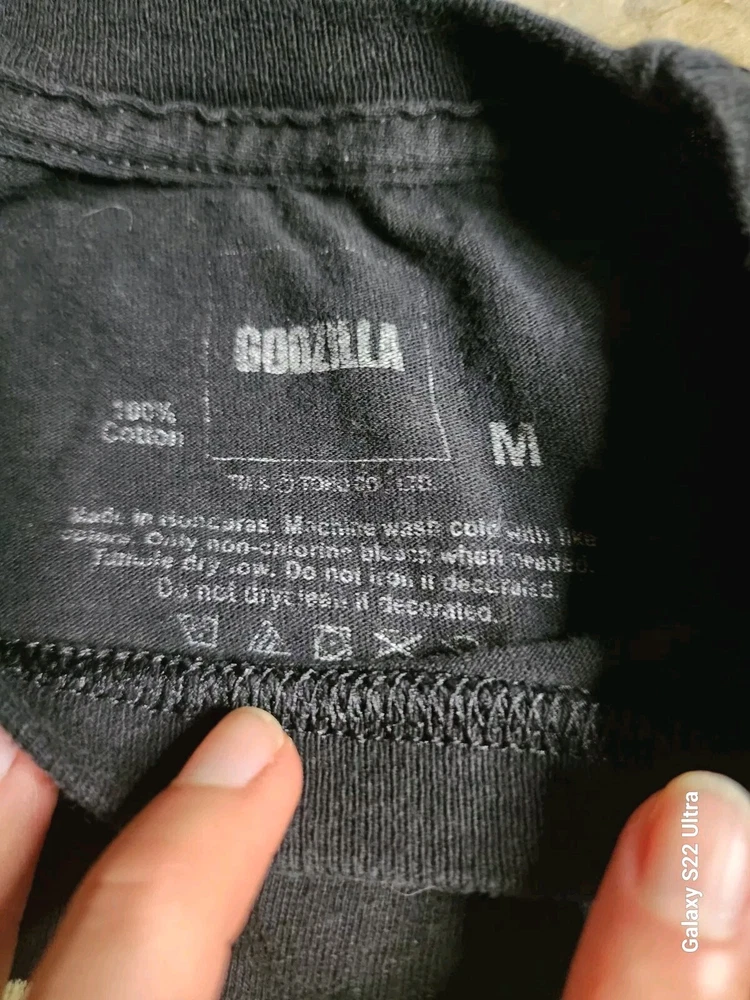 GODZILLA
100%
Cotton
M
TM & © TOHO CO., LTD.
Made in Honduras. Machine wash cold with like
colors. Only non-chlorine bleach when needed.
Tumble dry low. Do not iron if decorated.
Do not dryclean if decorated.
Galaxy S22 Ultra